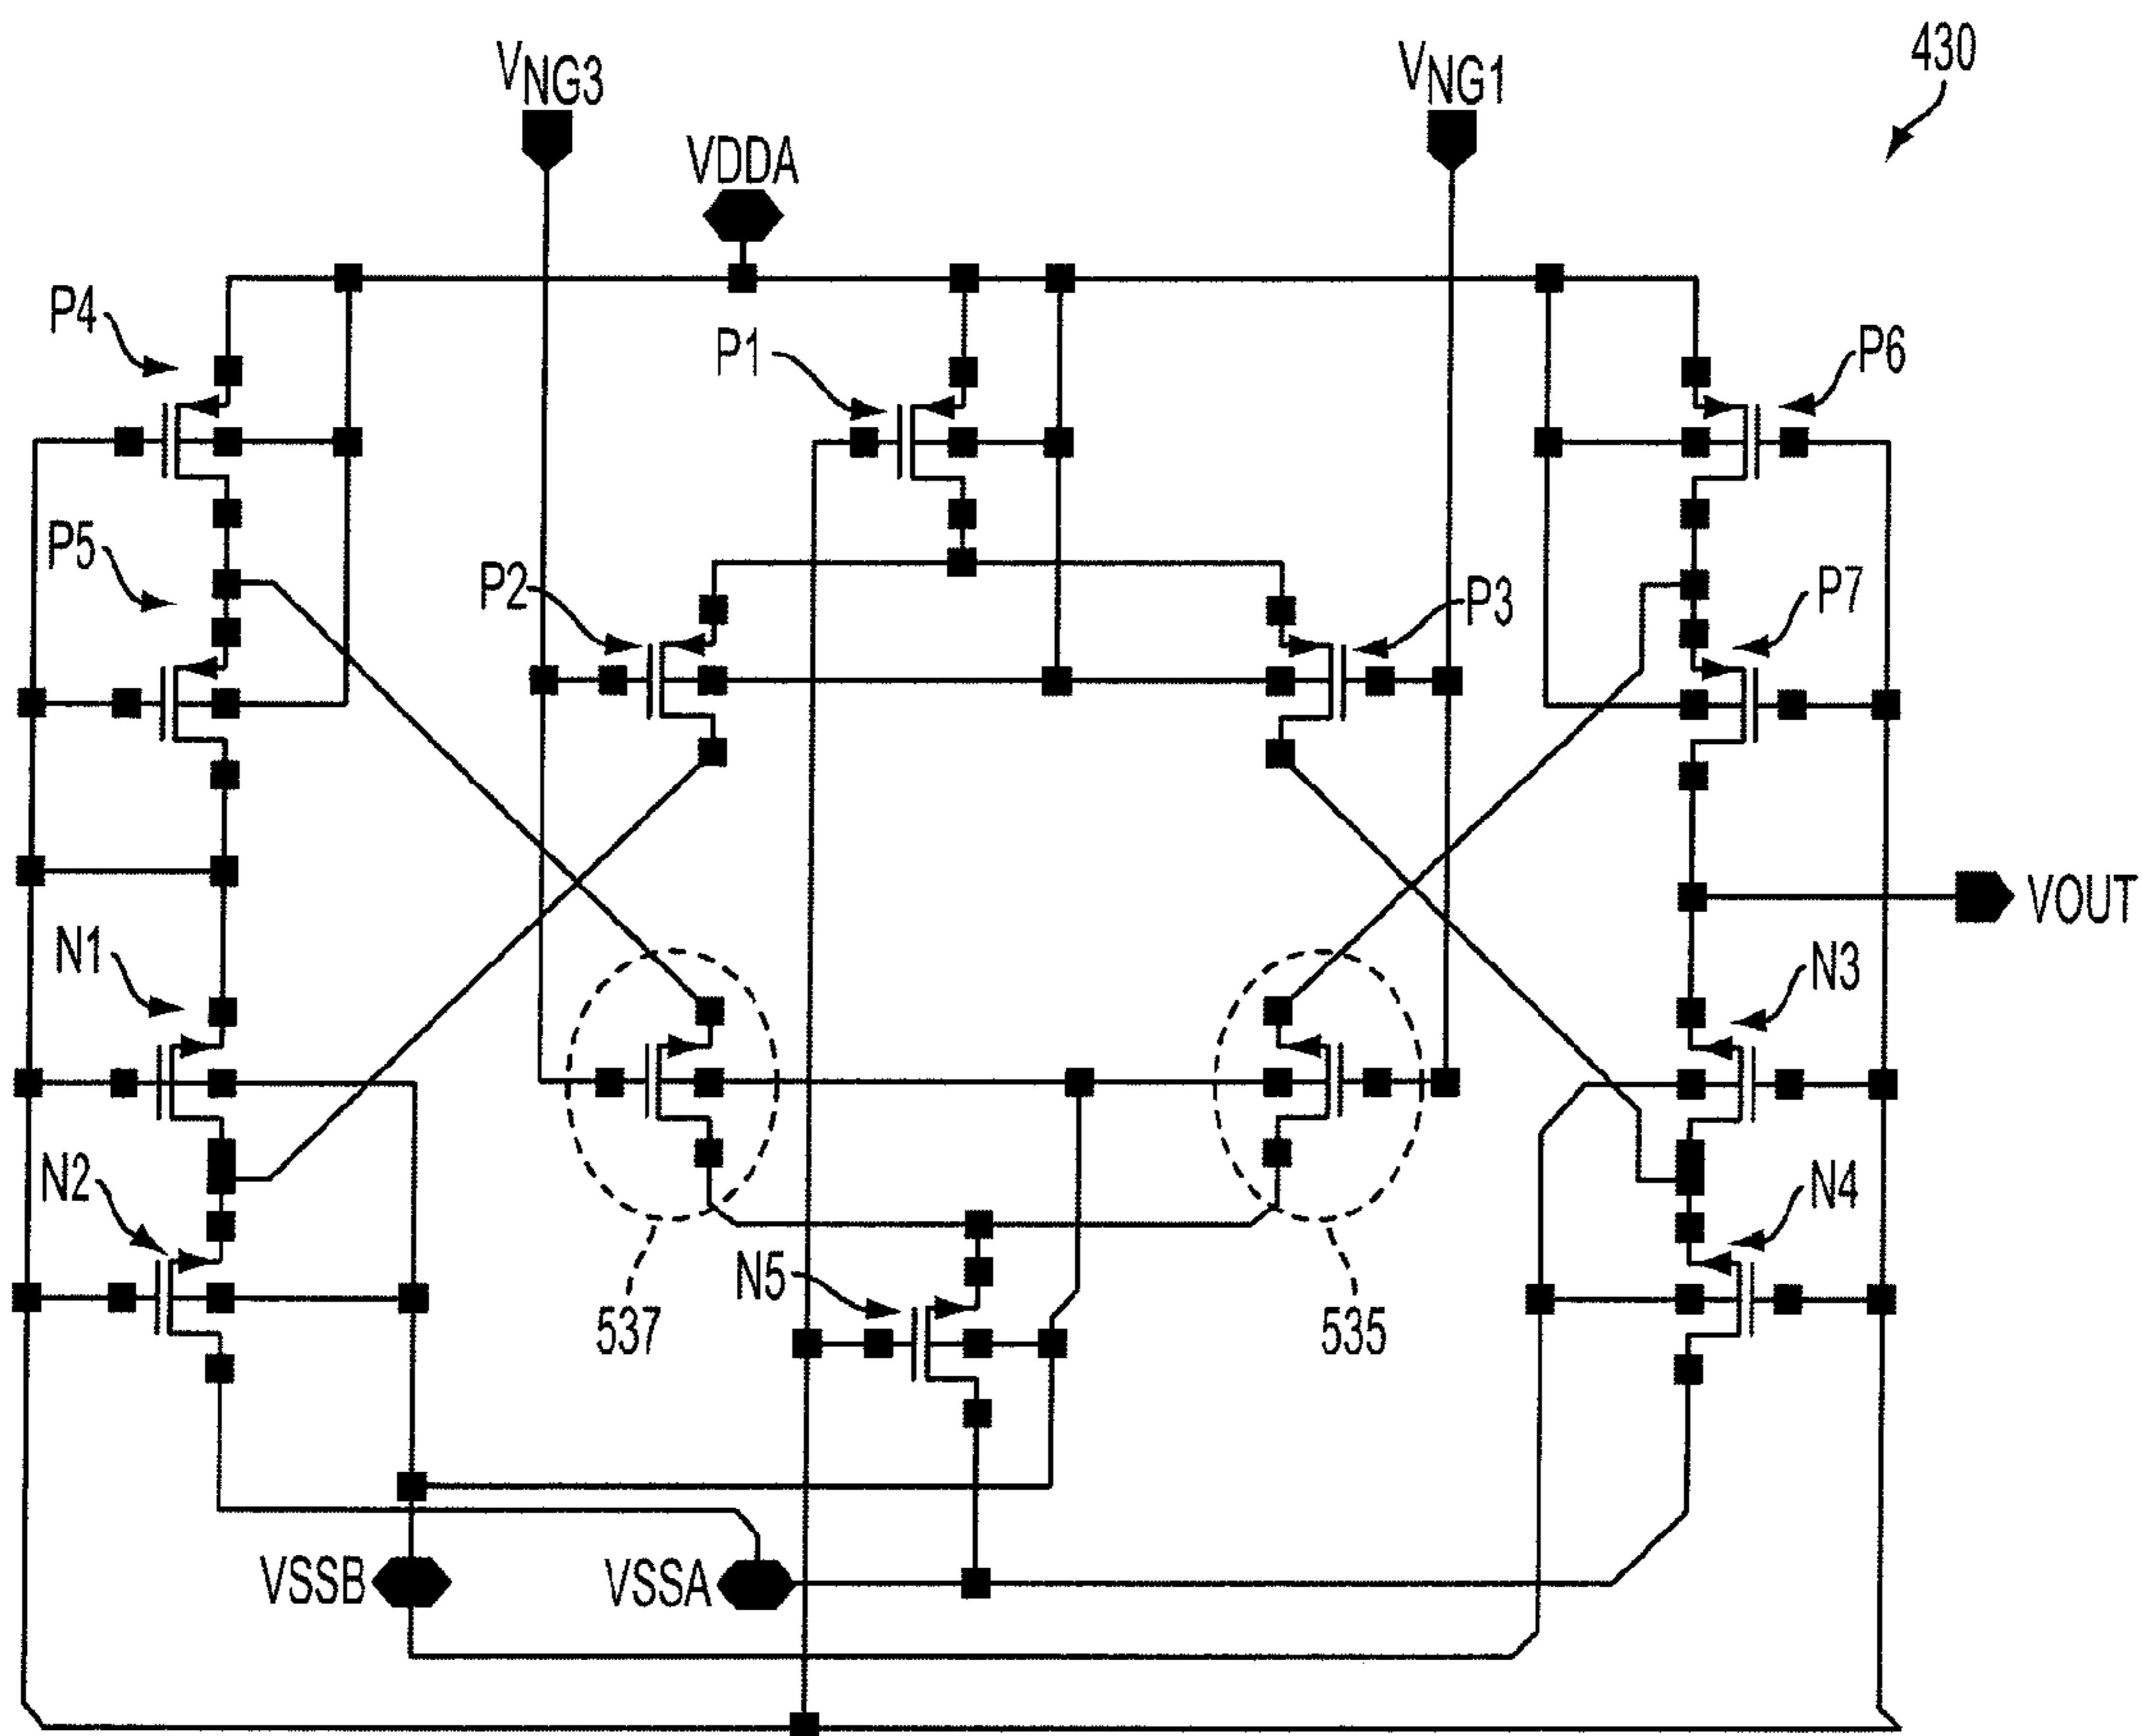 430
VNG3
VNG1
VDDA
P4
P1
P6
P5
P2
P3
P7
VOUT
N1
N3
N2
N4
N5
537
535
VSSB
VSSA